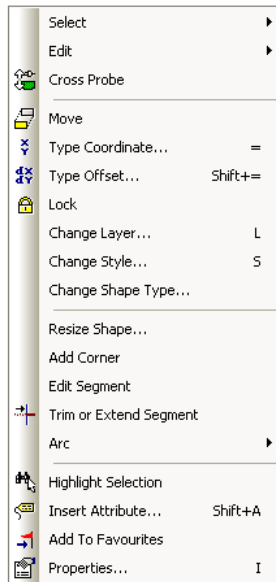 Select
Edit
Cross Probe
Move
X Y Type Coordinate... =
dX dY Type Offset... Shift+=
Lock
Change Layer... L
Change Style... S
Change Shape Type...
Resize Shape...
Add Corner
Edit Segment
Trim or Extend Segment
Arc
Highlight Selection
Insert Attribute... Shift+A
Add To Favourites
Properties... I